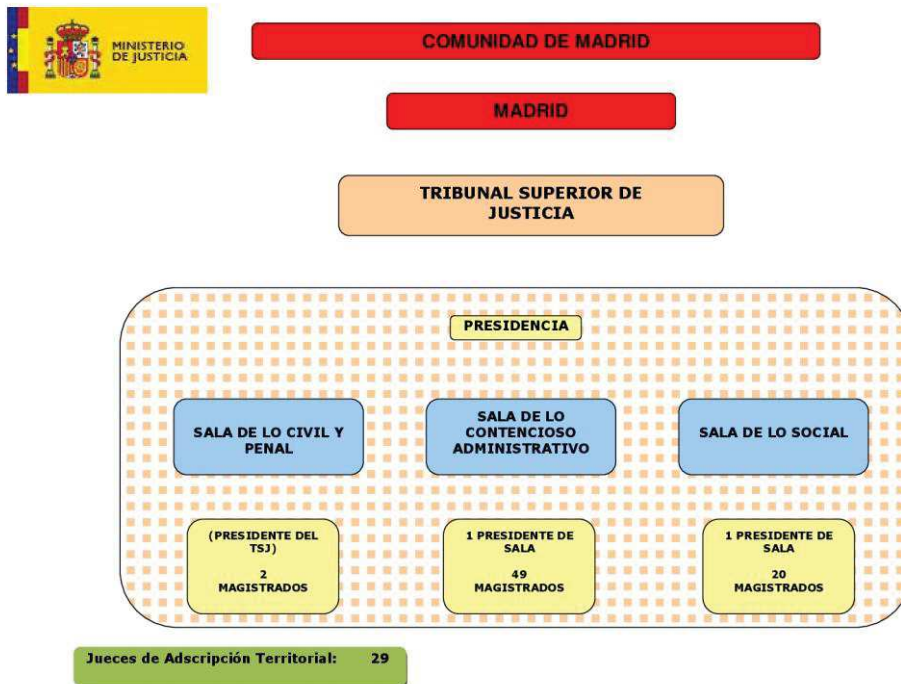 MINISTERIO
DE JUSTICIA
COMUNIDAD DE MADRID
MADRID
TRIBUNAL SUPERIOR DE
JUSTICIA
PRESIDENCIA
SALA DE LO CIVIL Y
PENAL
SALA DE LO
CONTENCIOSO
ADMINISTRATIVO
SALA DE LO SOCIAL
(PRESIDENTE DEL
TSJ)
2
MAGISTRADOS
1 PRESIDENTE DE
SALA
49
MAGISTRADOS
1 PRESIDENTE DE
SALA
20
MAGISTRADOS
Jueces de Adscripción Territorial: 29